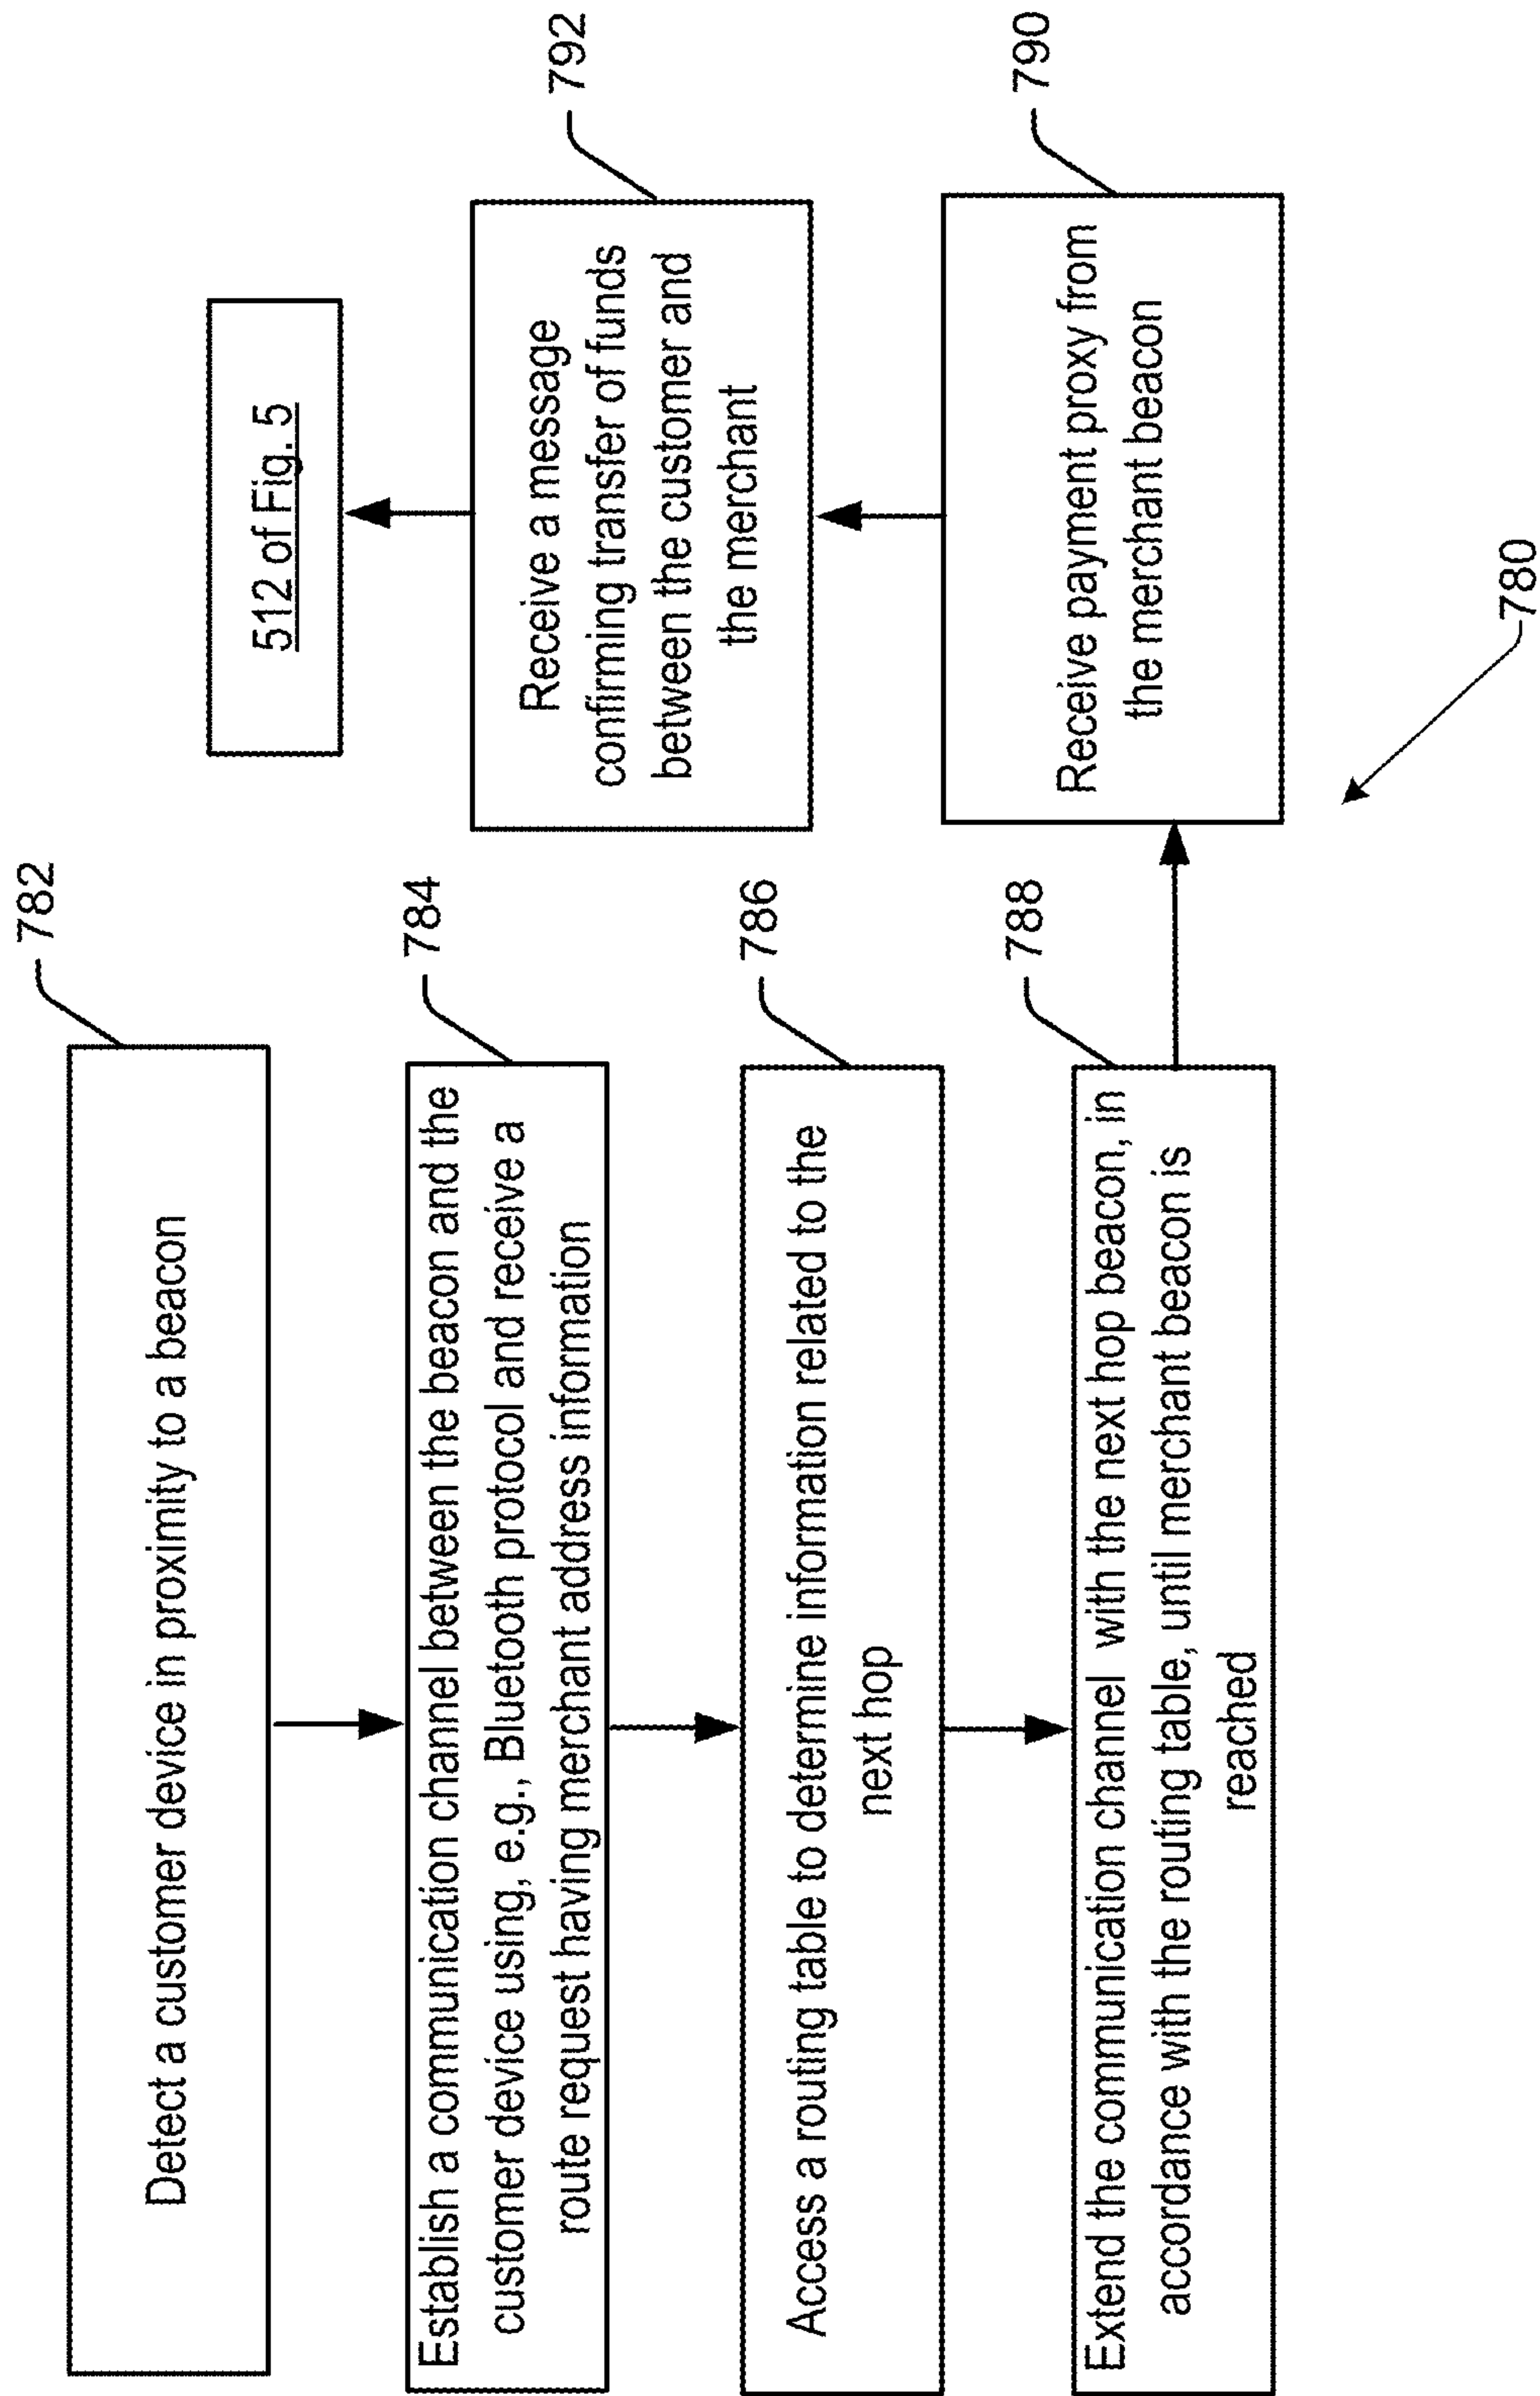 782
Detect a customer device in proximity to a beacon
784
Establish a communication channel between the beacon and the
customer device using, e.g., Bluetooth protocol and receive a
route request having merchant address information
786
Access a routing table to determine information related to the
next hop
788
Extend the communication channel with the next hop beacon, in
accordance with the routing table, until merchant beacon is
reached
790
Receive payment proxy from
the merchant beacon
792
Receive a message
confirming transfer of funds
between the customer and
the merchant
512 of Fig. 5
780